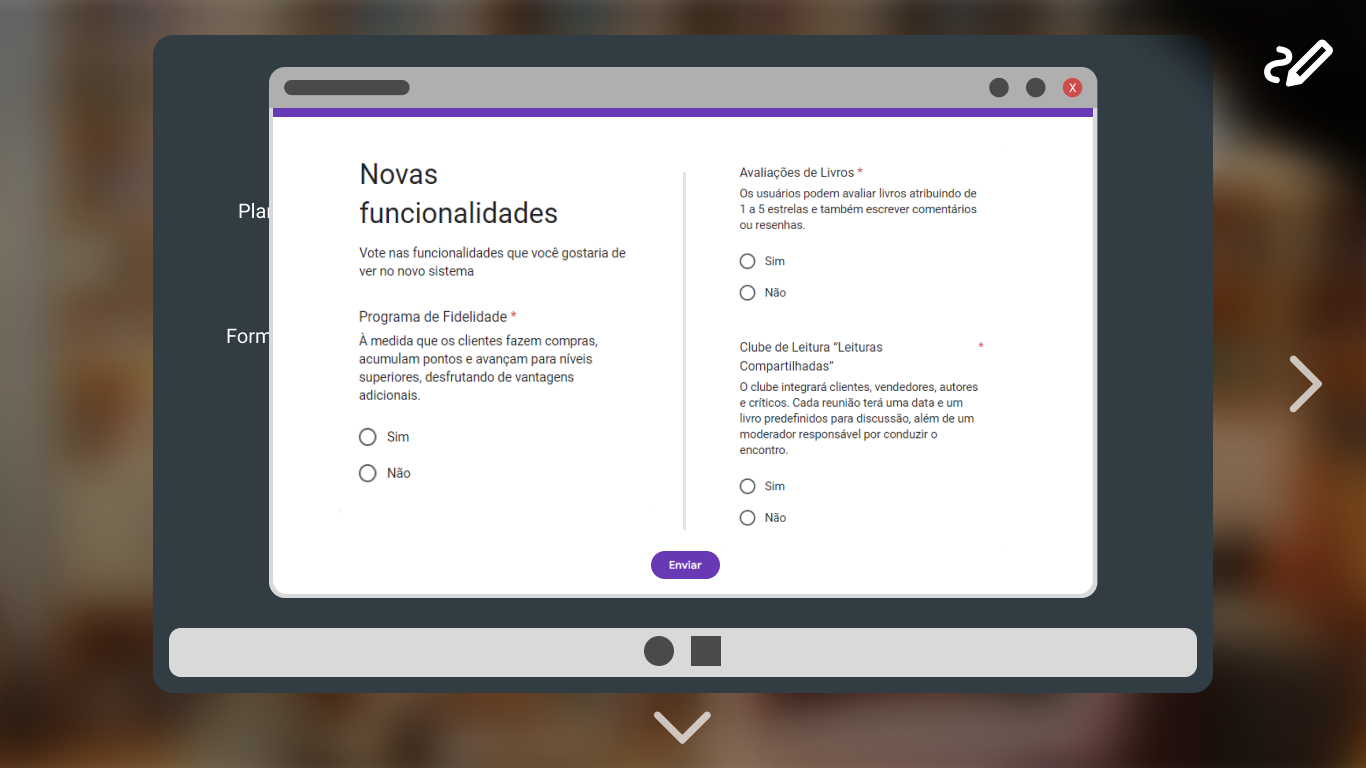 X
Plan
Form
Novas
funcionalidades
Vote nas funcionalidades que você gostaria de
ver no novo sistema
Programa de Fidelidade *
À medida que os clientes fazem compras,
acumulam pontos e avançam para níveis
superiores, desfrutando de vantagens
adicionais.
Sim
Não
Avaliações de Livros *
Os usuários podem avaliar livros atribuindo de
1 a 5 estrelas e também escrever comentários
ou resenhas.
Sim
Não
Clube de Leitura “Leituras *
Compartilhadas”
O clube integrará clientes, vendedores, autores
e críticos. Cada reunião terá uma data e um
livro predefinidos para discussão, além de um
moderador responsável por conduzir o
encontro.
Sim
Não
Enviar